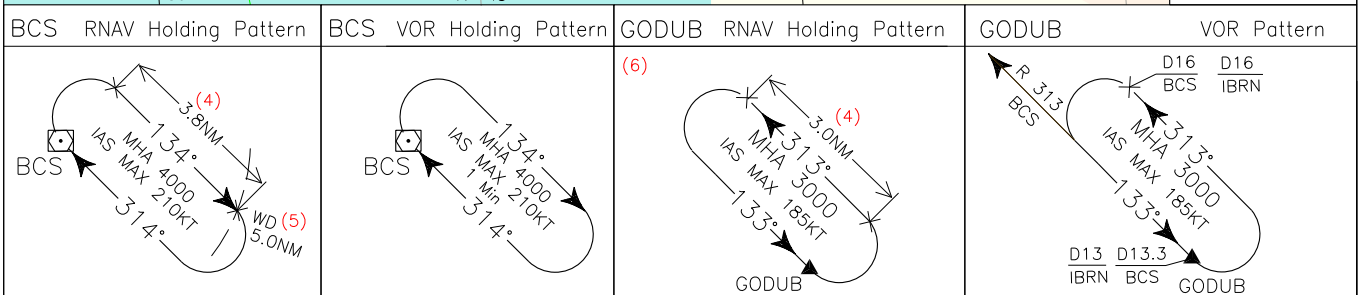 BCS RNAV Holding Pattern
(4)
3.8NM
134°
MHA 4000
IAS MAX 210KT
314°
BCS
WD (5)
5.0NM
BCS VOR Holding Pattern
134°
MHA 4000
IAS MAX 210KT
1 Min
314°
BCS
GODUB RNAV Holding Pattern
(6)
(4)
3.0NM
313°
MHA 3000
IAS MAX 185KT
133°
GODUB
GODUB VOR Pattern
R 313
BCS
D16 D16
BCS IBRN
313°
MHA 3000
IAS MAX 185KT
133°
D13 D13.3
IBRN BCS
GODUB